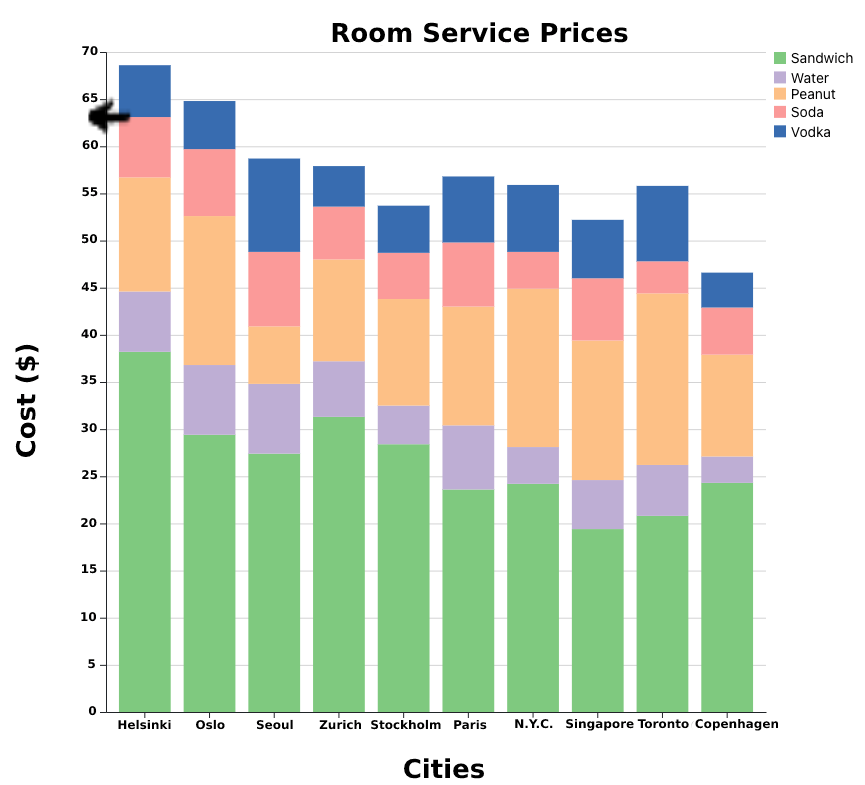 Room Service Prices
70
65
60
55
50
45
40
35
30
25
20
15
10
5
0
Cost ($)
Helsinki Oslo Seoul Zurich Stockholm Paris N.Y.C. Singapore Toronto Copenhagen
Cities
Sandwich
Water
Peanut
Soda
Vodka